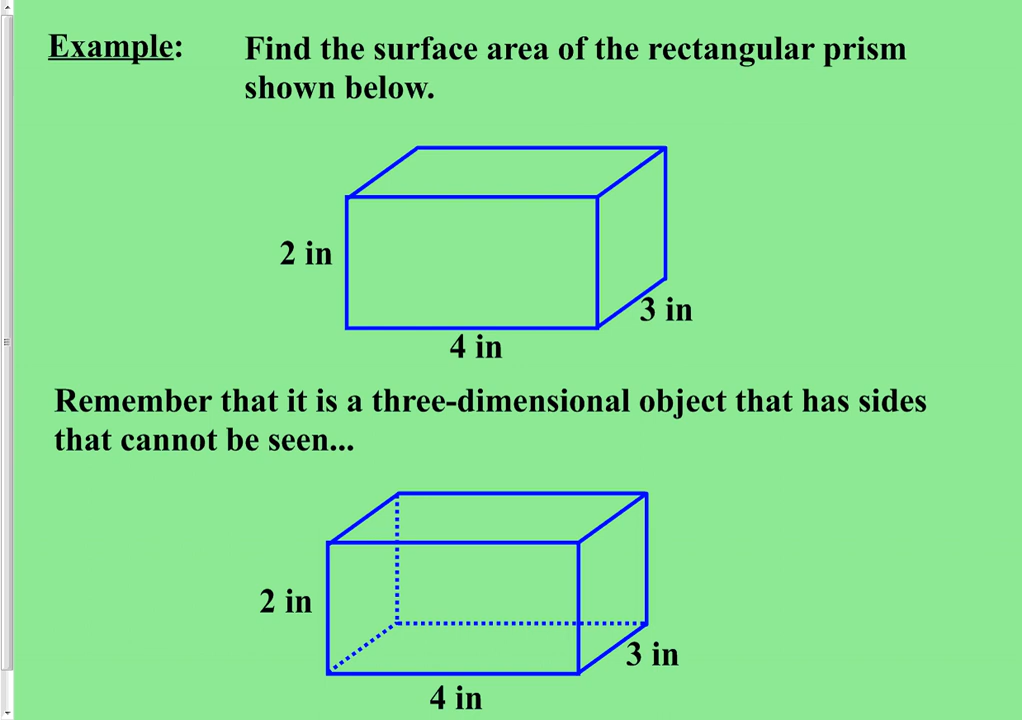 Example:
Find the surface area of the rectangular prism
shown below.
2 in
3 in
4 in
Remember that it is a three-dimensional object that has sides
that cannot be seen...
2 in
3 in
4 in